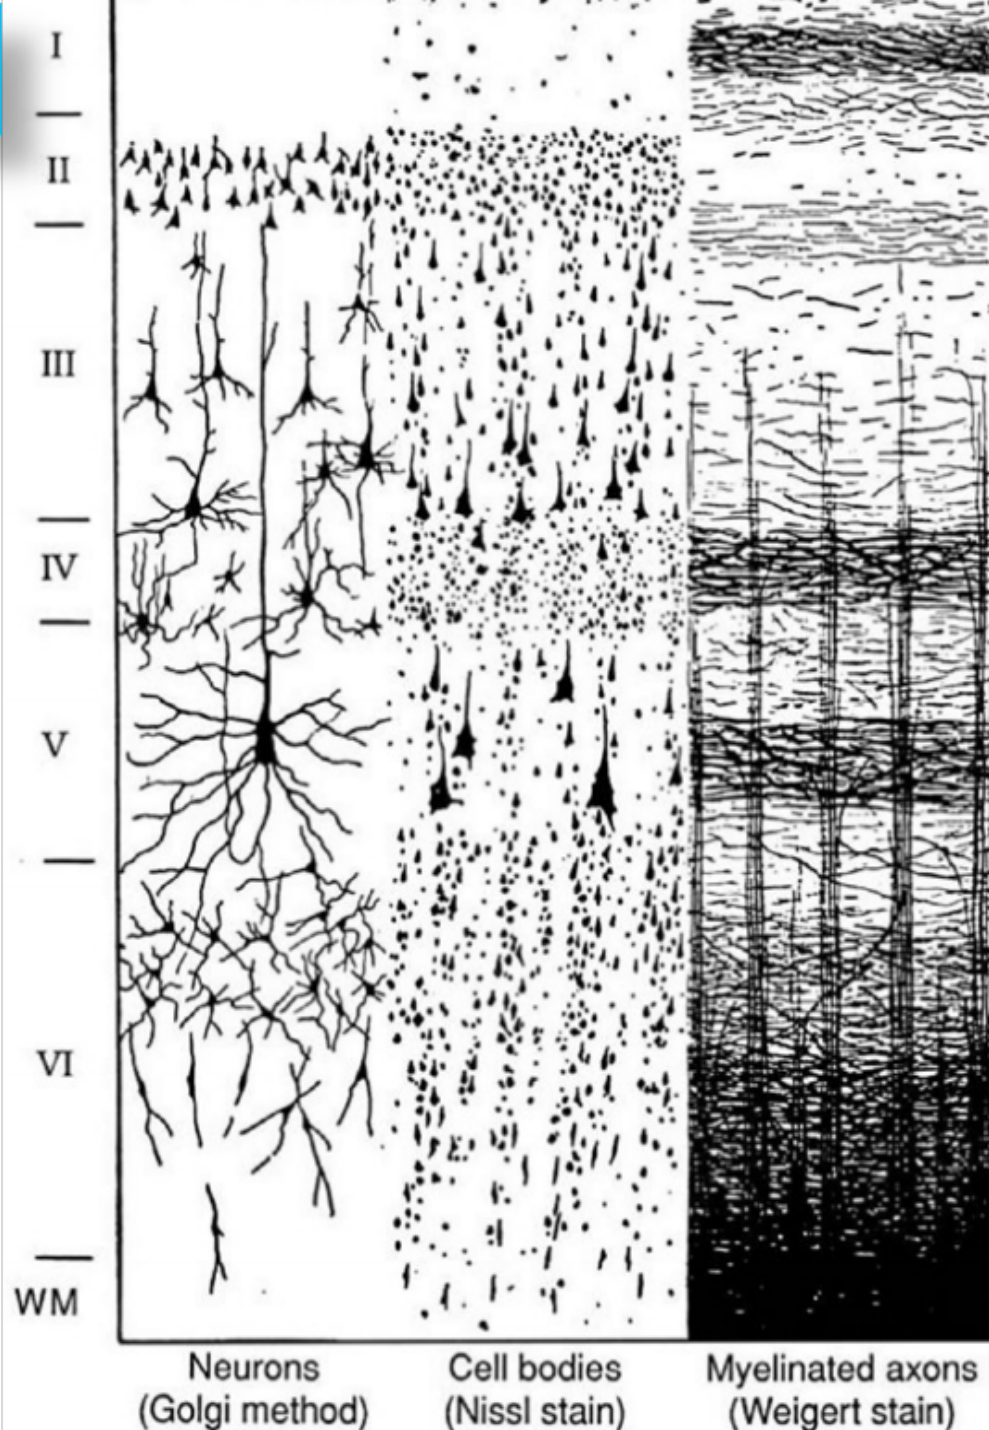 I
II
III
IV
V
VI
WM
Neurons
(Golgi method)
Cell bodies
(Nissl stain)
Myelinated axons
(Weigert stain)